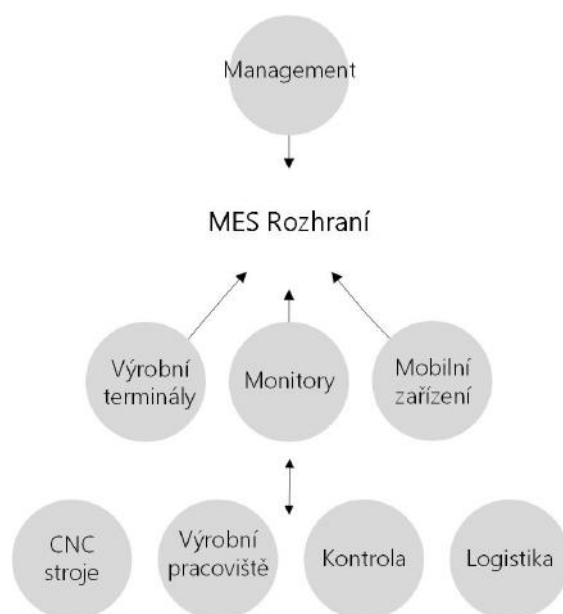 Management
MES Rozhraní
Výrobní
terminály
Monitory
Mobilní
zařízení
CNC
stroje
Výrobní
pracoviště
Kontrola
Logistika